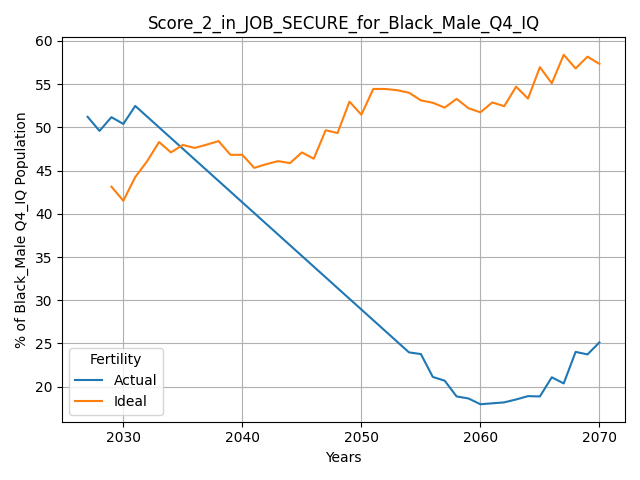 Score_2_in_JOB_SECURE_for_Black_Male_Q4_IQ
% of Black_Male Q4_IQ Population
60
55
50
45
40
35
30
25
20
Fertility
Actual
Ideal
2030 2040 2050 2060 2070
Years